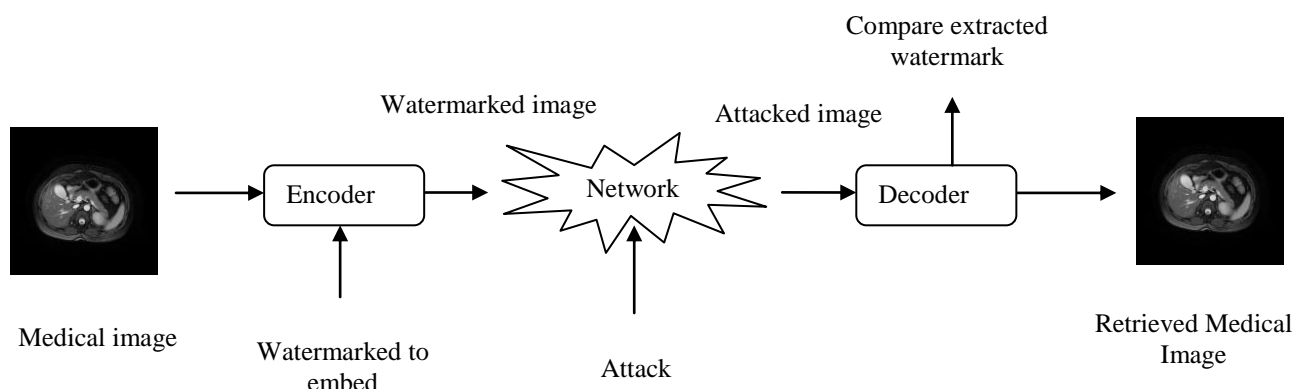 Compare extracted
watermark
Watermarked image
Attacked image
Encoder
Network
Decoder
Medical image
Watermarked to
embed
Attack
Retrieved Medical
Image